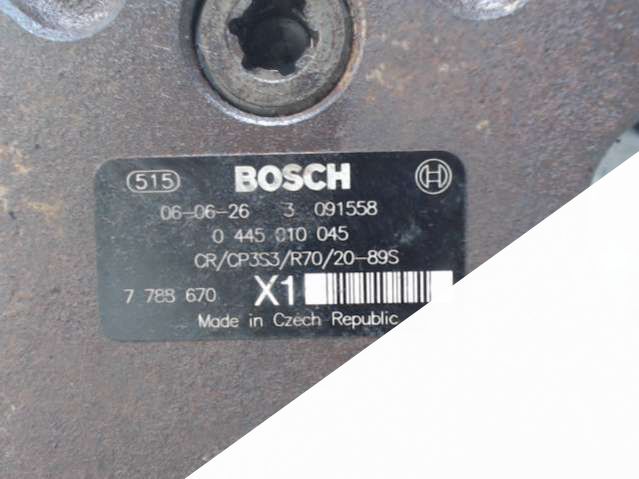 515 BOSCH
06-06-26 3 091558
0 445 010 045
CR/CP3S3/R70/20-89S
7 788 670 X1
Made in Czech Republic